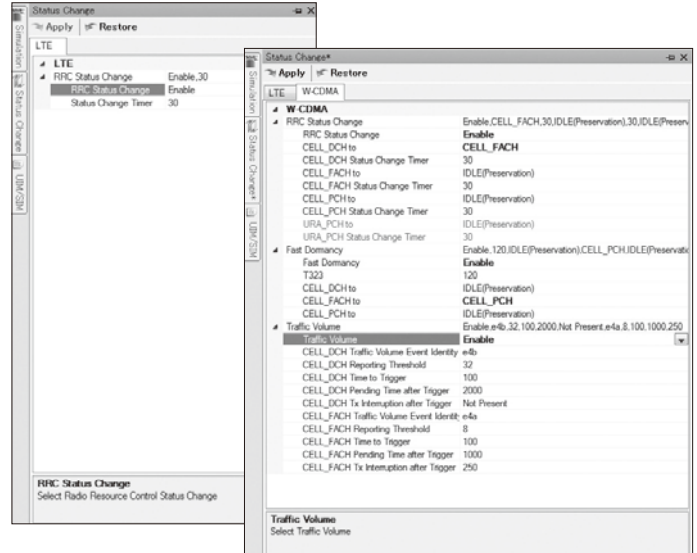 Status Change
Apply Restore
LTE
LTE
RRC Status Change Enable,30
RRC Status Change Enable
Status Change Timer 30
RRC Status Change
Select Radio Resource Control Status Change
Simulation
Status Change
UIM/SIM
Status Change*
Apply Restore
LTE W-CDMA
W-CDMA
RRC Status Change Enable,CELL_FACH,30,IDLE(Preservation),30,IDLE(Preserv
RRC Status Change Enable
CELL_DCH to CELL_FACH
CELL_DCH Status Change Timer 30
CELL_FACH to IDLE(Preservation)
CELL_FACH Status Change Timer 30
CELL_PCH to IDLE(Preservation)
CELL_PCH Status Change Timer 30
URA_PCH to IDLE(Preservation)
URA_PCH Status Change Timer 30
Fast Dormancy Enable,120,IDLE(Preservation),CELL_PCH,IDLE(Preservatic
Fast Dormancy Enable
T323 120
CELL_DCH to IDLE(Preservation)
CELL_FACH to CELL_PCH
CELL_PCH to IDLE(Preservation)
Traffic Volume Enable,e4b,32,100,2000,Not Present,e4a,8,100,1000,250
Traffic Volume Enable
CELL_DCH Traffic Volume Event Identity e4b
CELL_DCH Reporting Threshold 32
CELL_DCH Time to Trigger 100
CELL_DCH Pending Time after Trigger 2000
CELL_DCH Tx Interruption after Trigger Not Present
CELL_FACH Traffic Volume Event Identit e4a
CELL_FACH Reporting Threshold 8
CELL_FACH Time to Trigger 100
CELL_FACH Pending Time after Trigger 1000
CELL_FACH Tx Interruption after Trigger 250
Traffic Volume
Select Traffic Volume
Simulation
Status Change*
UIM/SIM